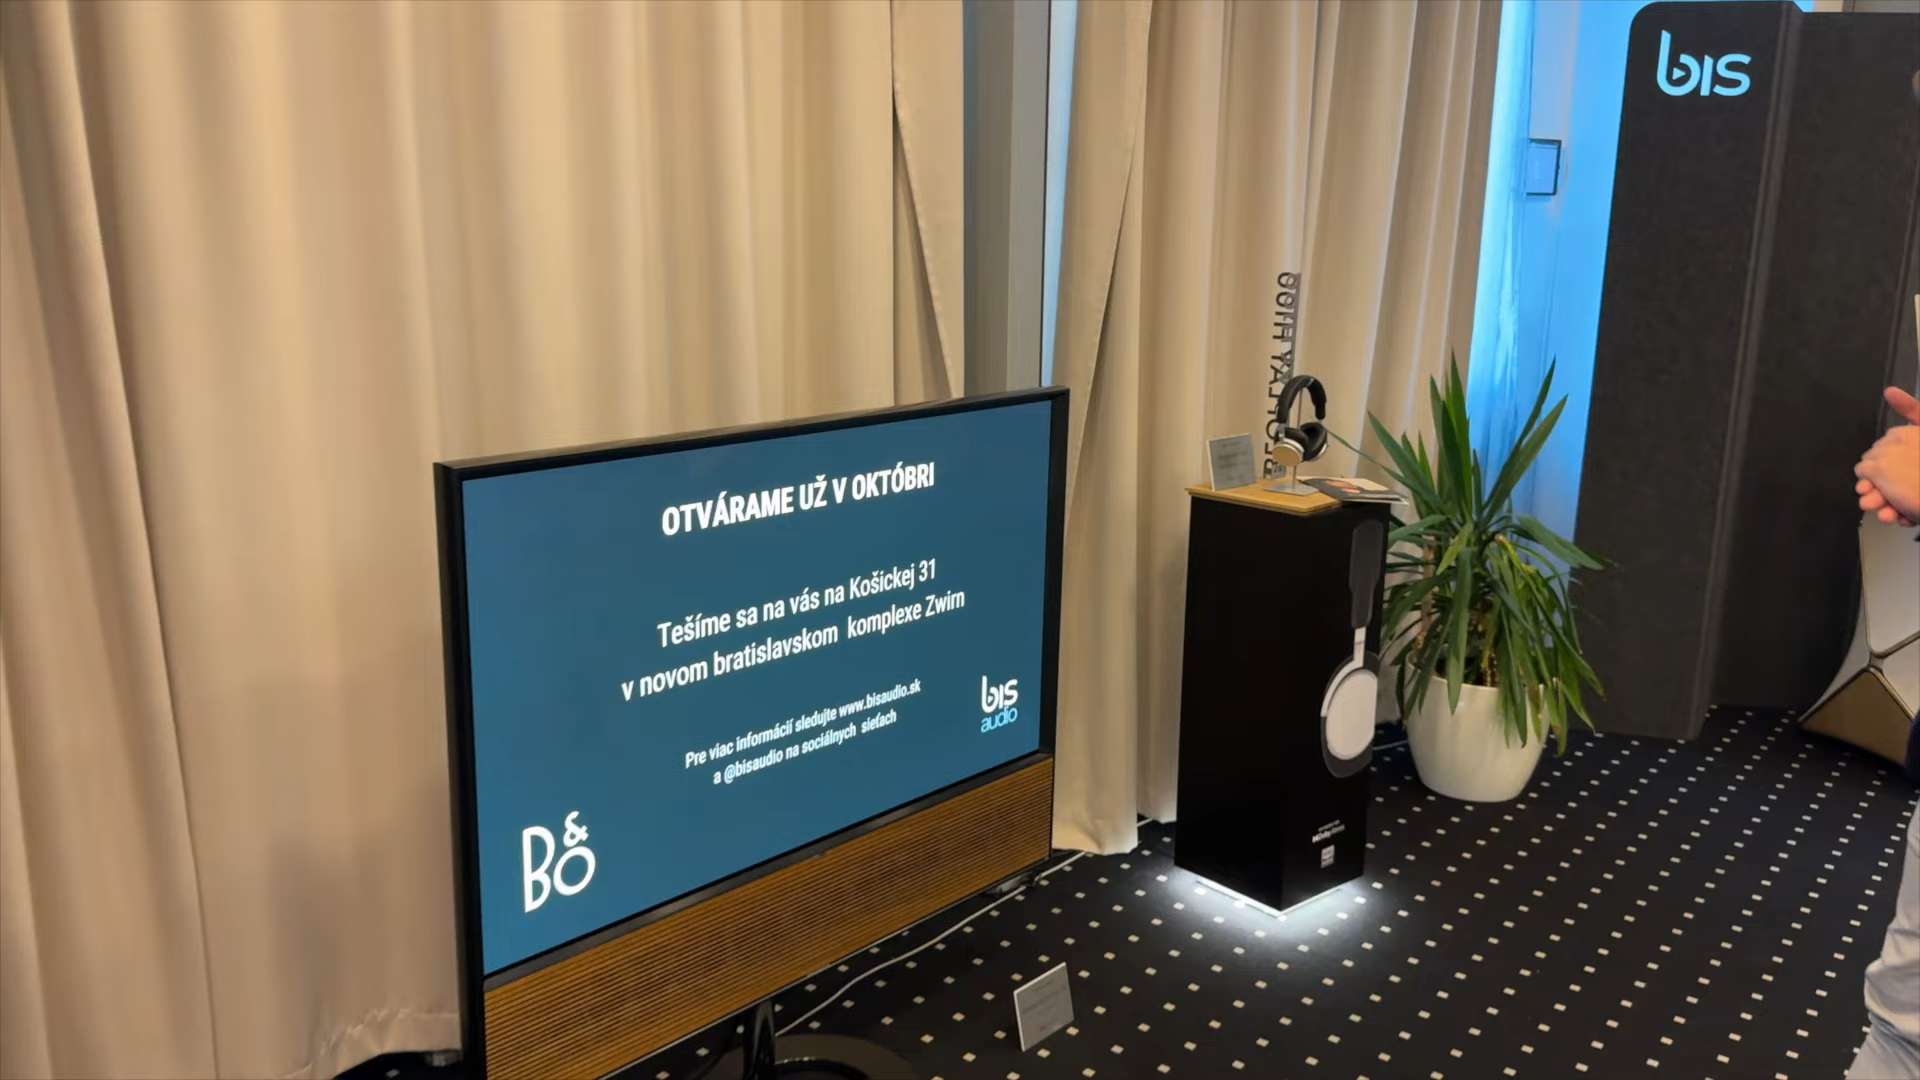 bis
OTVÁRAME UŽ V OKTÓBRI
Tešíme sa na vás na Košickej 31
v novom bratislavskom komplexe Zwirn
Pre viac informácií sledujte www.bisaudio.sk
a @bisaudio na sociálnych sieťach
bis
audio
B&O